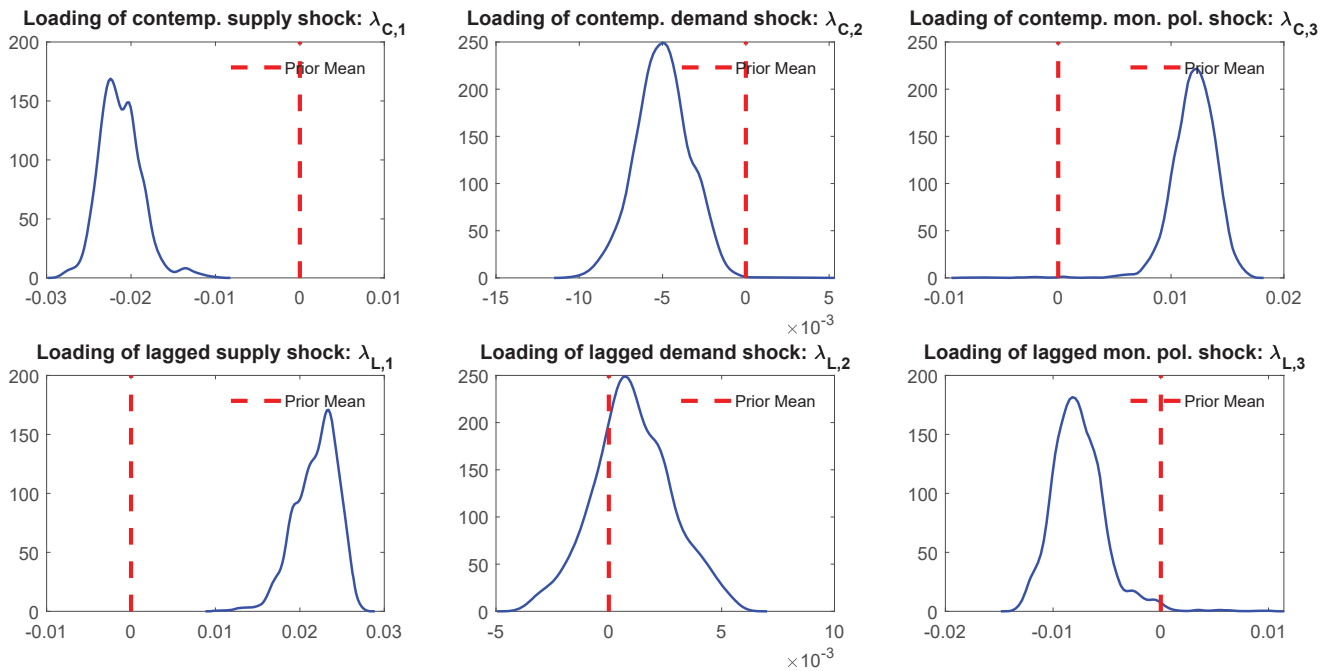 Loading of contemp. supply shock: λC,1
200
150
100
50
0
-0.03 -0.02 -0.01 0 0.01
Prior Mean
Loading of contemp. demand shock: λC,2
250
200
150
100
50
0
-15 -10 -5 0 5
×10-3
Prior Mean
Loading of contemp. mon. pol. shock: λC,3
250
200
150
100
50
0
-0.01 0 0.01 0.02
Prior Mean
Loading of lagged supply shock: λL,1
200
150
100
50
0
-0.01 0 0.01 0.02 0.03
Prior Mean
Loading of lagged demand shock: λL,2
250
200
150
100
50
0
-5 0 5 10
×10-3
Prior Mean
Loading of lagged mon. pol. shock: λL,3
200
150
100
50
0
-0.02 -0.01 0 0.01
Prior Mean